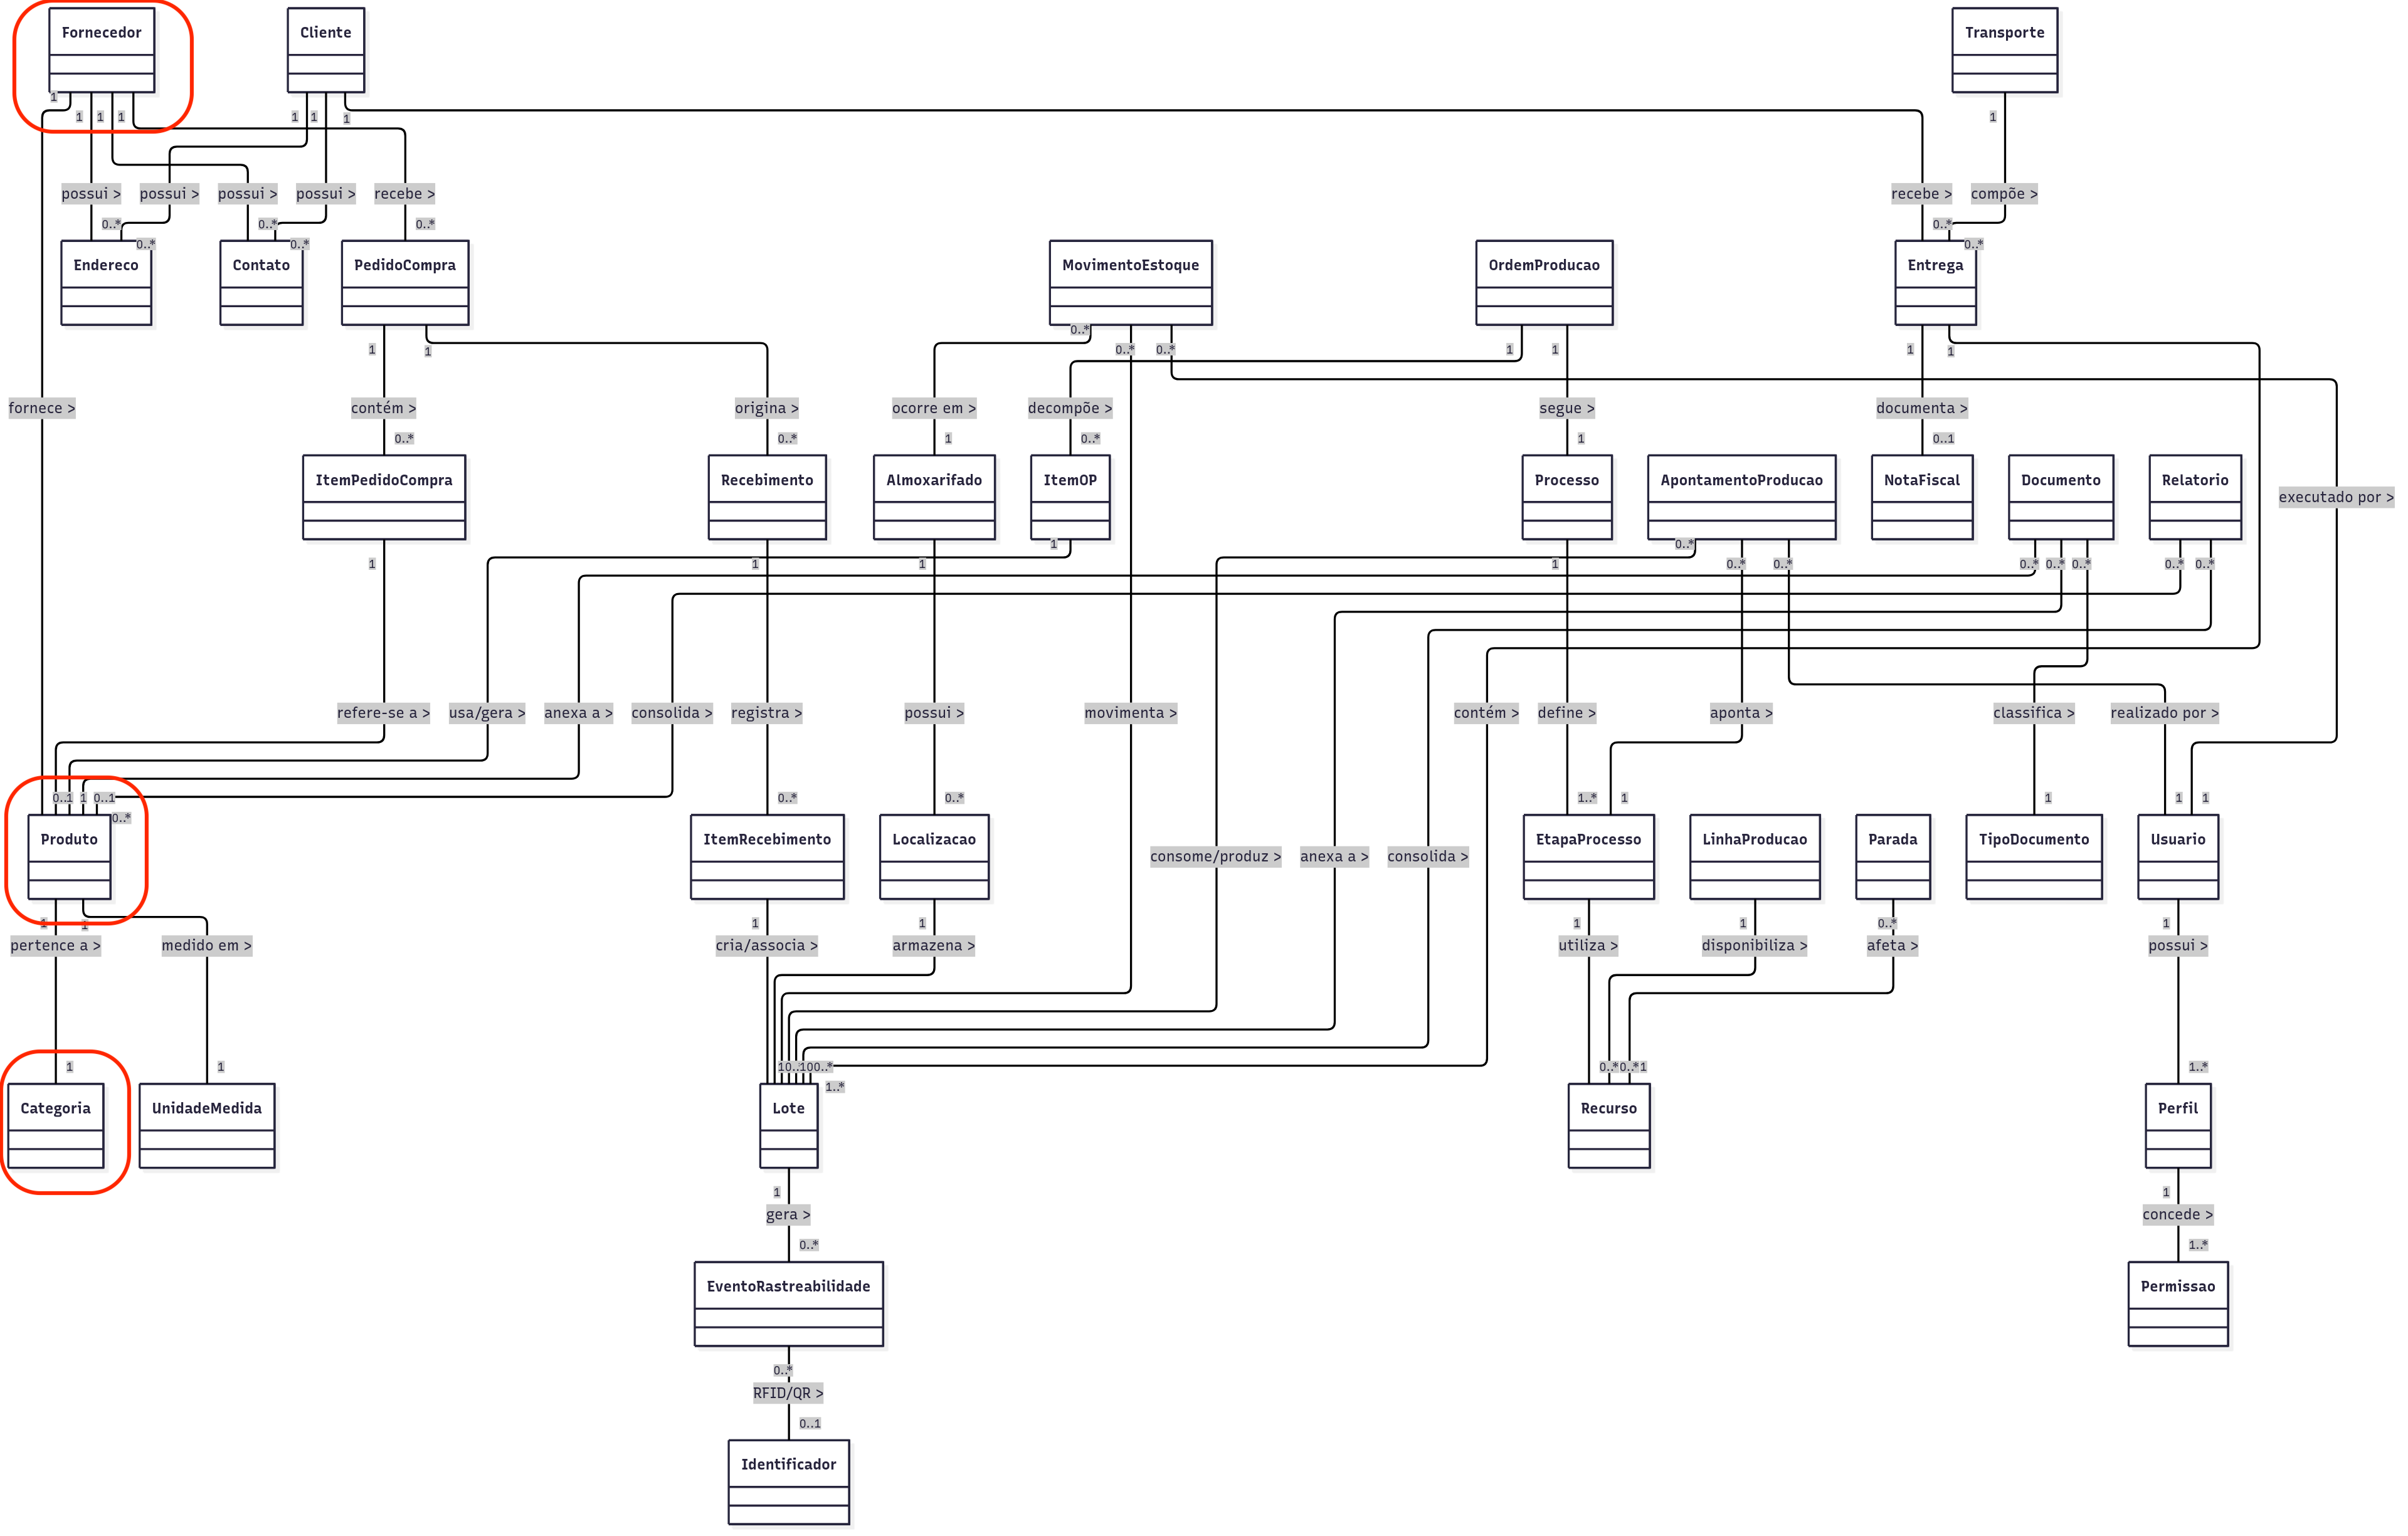 Fornecedor
Cliente
Transporte
1
1
1
1
1
1
1
1
possui >
possui >
possui >
possui >
recebe >
recebe >
compõe >
0..*
0..*
0..*
0..*
0..*
0..*
0..*
Endereco
Contato
PedidoCompra
MovimentoEstoque
OrdemProducao
Entrega
1
1
0..*
0..*
0..*
1
1
1
1
fornece >
contém >
origina >
ocorre em >
decompõe >
segue >
documenta >
0..*
0..*
1
0..*
1
0..1
ItemPedidoCompra
Recebimento
Almoxarifado
ItemOP
Processo
ApontamentoProducao
NotaFiscal
Documento
Relatorio
executado por >
1
1
1
1
0..*
1
0..*
0..*
0..*
0..*
0..*
0..*
0..*
refere-se a >
usa/gera >
anexa a >
consolida >
registra >
possui >
movimenta >
contém >
define >
aponta >
classifica >
realizado por >
0..1
1
0..1
0..*
0..*
0..*
1..*
1
1
1
1
Produto
ItemRecebimento
Localizacao
EtapaProcesso
LinhaProducao
Parada
TipoDocumento
Usuario
consome/produz >
anexa a >
consolida >
1
1
1
1
1
1
0..*
1
pertence a >
medido em >
cria/associa >
armazena >
utiliza >
disponibiliza >
afeta >
possui >
1
1
0..*
1..*
0..*
0..*
1
1..*
Categoria
UnidadeMedida
Lote
Recurso
Perfil
1
1
gera >
concede >
0..*
1..*
EventoRastreabilidade
Permissao
0..*
RFID/QR >
0..1
Identificador